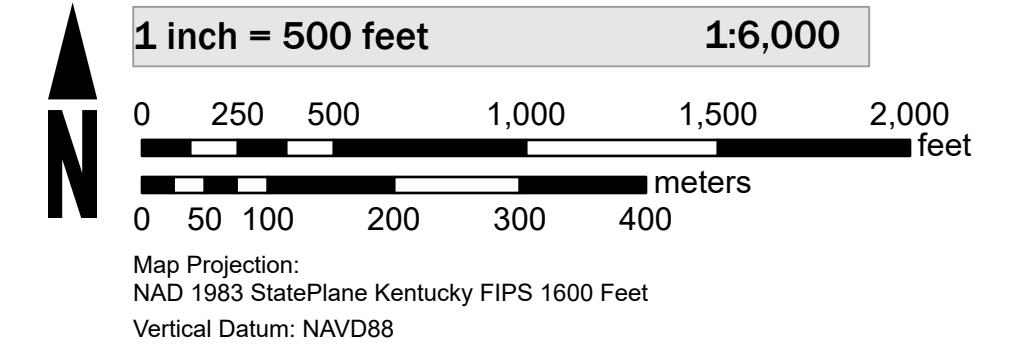 1 inch = 500 feet 1:6,000
0 250 500 1,000 1,500 2,000
feet
meters
0 50 100 200 300 400
N
Map Projection:
NAD 1983 StatePlane Kentucky FIPS 1600 Feet
Vertical Datum: NAVD88